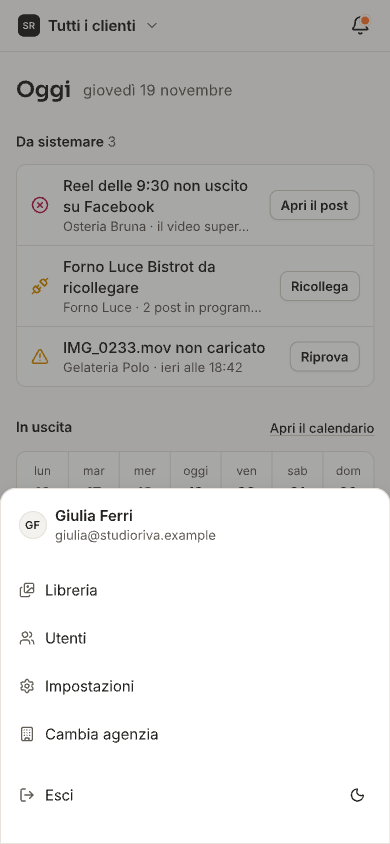 SR Tutti i clienti
Oggi giovedì 19 novembre
Da sistemare 3
Reel delle 9:30 non uscito
su Facebook
Osteria Bruna · il video super…
Apri il post
Forno Luce Bistrot da
ricollegare
Forno Luce · 2 post in program…
Ricollega
IMG_0233.mov non caricato
Gelateria Polo · ieri alle 18:42
Riprova
In uscita Apri il calendario
lun mar mer oggi ven sab dom
GF
Giulia Ferri
giulia@studioriva.example
Libreria
Utenti
Impostazioni
Cambia agenzia
Esci